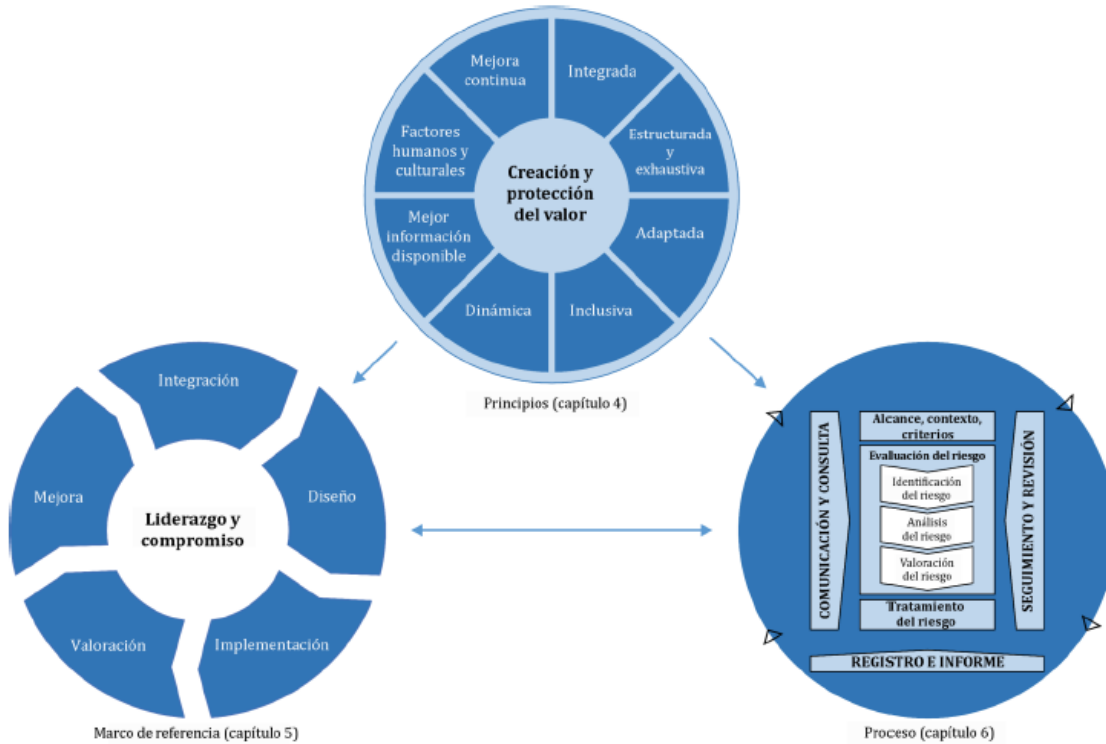 Mejora
continua
Integrada
Factores
humanos y
culturales
Estructurada
y
exhaustiva
Creación y
protección
del valor
Mejor
información
disponible
Adaptada
Dinámica
Inclusiva
Principios (capítulo 4)
Integración
Mejora
Diseño
Liderazgo y
compromiso
Valoración
Implementación
Marco de referencia (capítulo 5)
COMUNICACIÓN Y CONSULTA
Alcance, contexto,
criterios
Evaluación del riesgo
Identificación
del riesgo
Análisis
del riesgo
Valoración
del riesgo
Tratamiento
del riesgo
SEGUIMIENTO Y REVISIÓN
REGISTRO E INFORME
Proceso (capítulo 6)